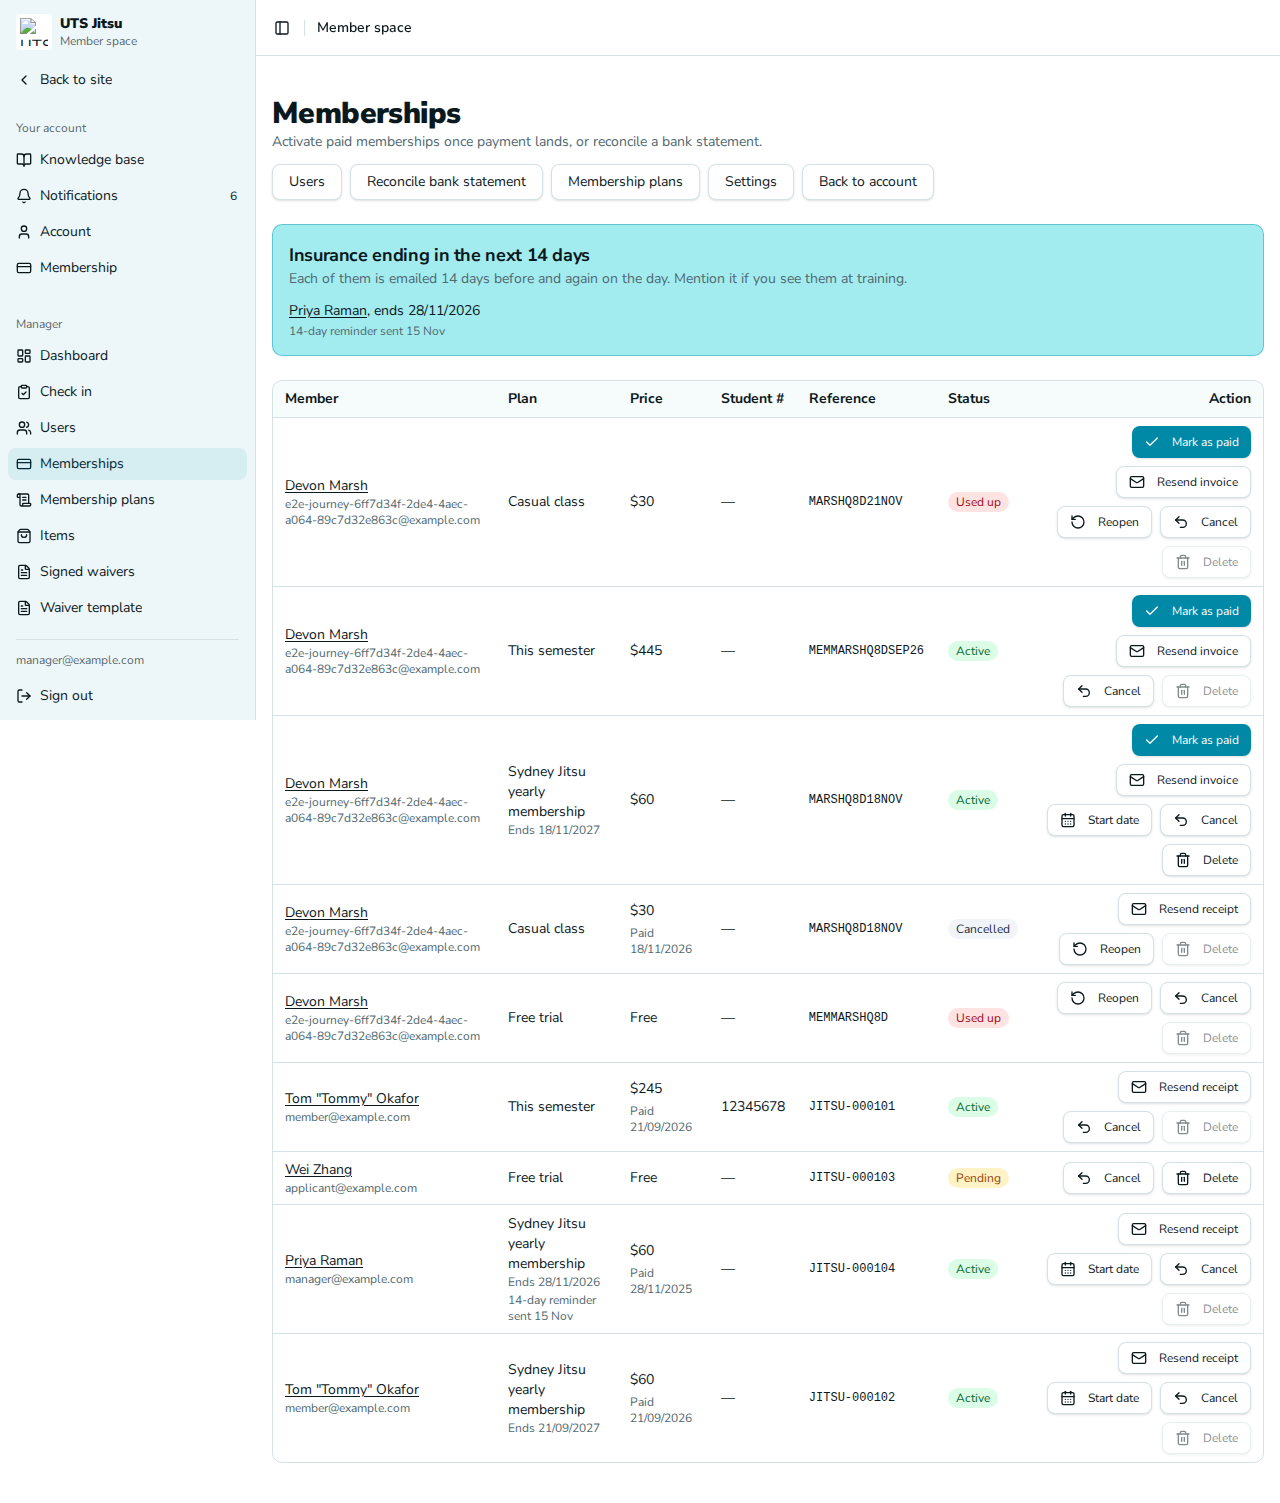 UTS Jitsu
Member space
Back to site
Your account
Knowledge base
Notifications 6
Account
Membership
Manager
Dashboard
Check in
Users
Memberships
Membership plans
Items
Signed waivers
Waiver template
manager@example.com
Sign out
Member space
Memberships
Activate paid memberships once payment lands, or reconcile a bank statement.
Users Reconcile bank statement Membership plans Settings Back to account
Insurance ending in the next 14 days
Each of them is emailed 14 days before and again on the day. Mention it if you see them at training.
Priya Raman, ends 28/11/2026
14-day reminder sent 15 Nov
Member Plan Price Student # Reference Status Action
Devon Marsh
e2e-journey-6ff7d34f-2de4-4aec-
a064-89c7d32e863c@example.com
Casual class
$30
—
MARSHQ8D21NOV
Used up
Mark as paid
Resend invoice
Reopen Cancel
Delete
Devon Marsh
e2e-journey-6ff7d34f-2de4-4aec-
a064-89c7d32e863c@example.com
This semester
$445
—
MEMMARSHQ8DSEP26
Active
Mark as paid
Resend invoice
Cancel Delete
Devon Marsh
e2e-journey-6ff7d34f-2de4-4aec-
a064-89c7d32e863c@example.com
Sydney Jitsu
yearly
membership
Ends 18/11/2027
$60
—
MARSHQ8D18NOV
Active
Mark as paid
Resend invoice
Start date Cancel
Delete
Devon Marsh
e2e-journey-6ff7d34f-2de4-4aec-
a064-89c7d32e863c@example.com
Casual class
$30
Paid
18/11/2026
—
MARSHQ8D18NOV
Cancelled
Resend receipt
Reopen Delete
Devon Marsh
e2e-journey-6ff7d34f-2de4-4aec-
a064-89c7d32e863c@example.com
Free trial
Free
—
MEMMARSHQ8D
Used up
Reopen Cancel
Delete
Tom "Tommy" Okafor
member@example.com
This semester
$245
Paid
21/09/2026
12345678
JITSU-000101
Active
Resend receipt
Cancel Delete
Wei Zhang
applicant@example.com
Free trial
Free
—
JITSU-000103
Pending
Cancel Delete
Priya Raman
manager@example.com
Sydney Jitsu
yearly
membership
Ends 28/11/2026
14-day reminder
sent 15 Nov
$60
Paid
28/11/2025
—
JITSU-000104
Active
Resend receipt
Start date Cancel
Delete
Tom "Tommy" Okafor
member@example.com
Sydney Jitsu
yearly
membership
Ends 21/09/2027
$60
Paid
21/09/2026
—
JITSU-000102
Active
Resend receipt
Start date Cancel
Delete